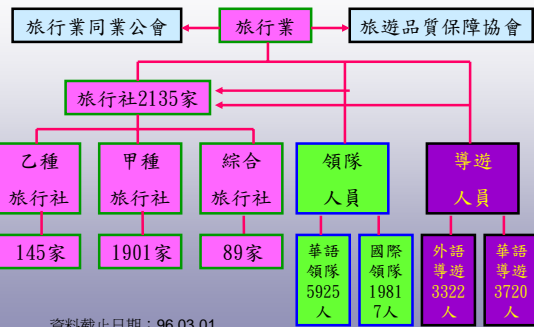 旅行業同業公會
旅行業
旅遊品質保障協會
旅行社2135家
乙種
旅行社
甲種
旅行社
綜合
旅行社
領隊
人員
導遊
人員
145家
1901家
89家
華語
領隊
5925
人
國際
領隊
1981
7人
外語
導遊
3322
人
華語
導遊
3720
人
資料截止日期：96.03.01